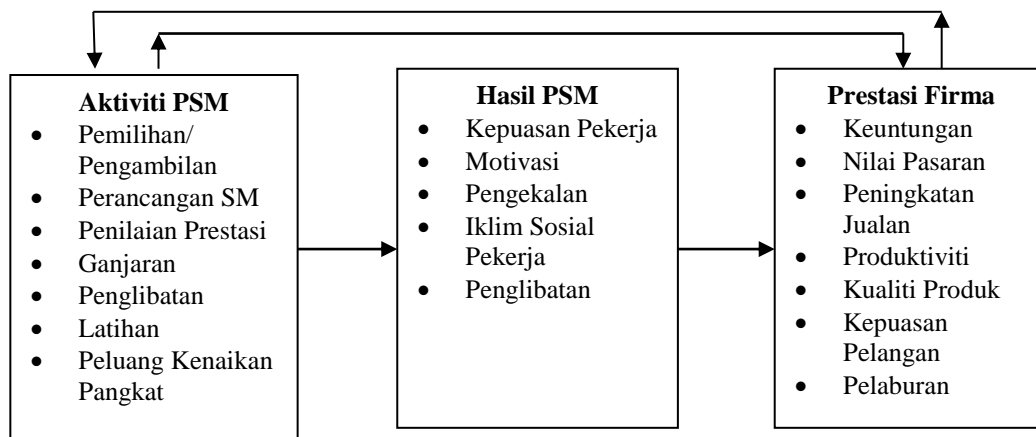 Aktiviti PSM
• Pemilihan/
Pengambilan
• Perancangan SM
• Penilaian Prestasi
• Ganjaran
• Penglibatan
• Latihan
• Peluang Kenaikan
Pangkat
Hasil PSM
• Kepuasan Pekerja
• Motivasi
• Pengekalan
• Iklim Sosial
Pekerja
• Penglibatan
Prestasi Firma
• Keuntungan
• Nilai Pasaran
• Peningkatan
Jualan
• Produktiviti
• Kualiti Produk
• Kepuasan
Pelangan
• Pelaburan